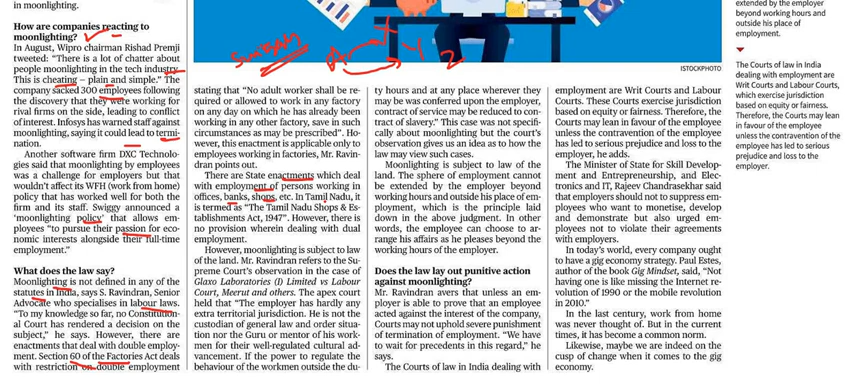 in moonlighting.
How are companies reacting to
moonlighting?
In August, Wipro chairman Rishad Premji
tweeted: “There is a lot of chatter about
people moonlighting in the tech industry.
This is cheating — plain and simple.” The
company sacked 300 employees following
the discovery that they were working for
rival firms on the side, leading to conflict
of interest. Infosys has warned staff against
moonlighting, saying it could lead to termi-
nation.
Another software firm DXC Technolo-
gies said that moonlighting by employees
was a challenge for employers but that
wouldn’t affect its WFH (work from home)
policy that has worked well for both the
firm and its staff. Swiggy announced a
‘moonlighting policy’ that allows em-
ployees “to pursue their passion for eco-
nomic interests alongside their full-time
employment.”
What does the law say?
Moonlighting is not defined in any of the
statutes in India, says S. Ravindran, Senior
Advocate who specialises in labour laws.
“To my knowledge so far, no Constitution-
al Court has rendered a decision on the
subject,” he says. However, there are
enactments that deal with double employ-
ment. Section 60 of the Factories Act deals
with restriction on double employment
Swiggy
A
X
Y
Z
ISTOCKPHOTO
stating that “No adult worker shall be re-
quired or allowed to work in any factory
on any day on which he has already been
working in any other factory, save in such
circumstances as may be prescribed”. Ho-
wever, this enactment is applicable only to
employees working in factories, Mr. Ravin-
dran points out.
There are State enactments which deal
with employment of persons working in
offices, banks, shops, etc. In Tamil Nadu, it
is termed as “The Tamil Nadu Shops & Es-
tablishments Act, 1947”. However, there is
no provision wherein dealing with dual
employment.
However, moonlighting is subject to law
of the land. Mr. Ravindran refers to the Su-
preme Court’s observation in the case of
Glaxo Laboratories (I) Limited vs Labour
Court, Meerut and others. The apex court
held that “The employer has hardly any
extra territorial jurisdiction. He is not the
custodian of general law and order situa-
tion nor the Guru or mentor of his work-
men for their well-regulated cultural ad-
vancement. If the power to regulate the
behaviour of the workmen outside the du-
ty hours and at any place wherever they
may be was conferred upon the employer,
contract of service may be reduced to con-
tract of slavery.” This case was not specifi-
cally about moonlighting but the court’s
observation gives us an idea as to how the
law may view such cases.
Moonlighting is subject to law of the
land. The sphere of employment cannot
be extended by the employer beyond
working hours and outside his place of em-
ployment, which is the principle laid
down in the above judgment. In other
words, the employee can choose to ar-
range his affairs as he pleases beyond the
working hours of the employer.
Does the law lay out punitive action
against moonlighting?
Mr. Ravindran avers that unless an em-
ployer is able to prove that an employee
acted against the interest of the company,
Courts may not uphold severe punishment
of termination of employment. “We have
to wait for precedents in this regard,” he
says.
The Courts of law in India dealing with
employment are Writ Courts and Labour
Courts. These Courts exercise jurisdiction
based on equity or fairness. Therefore, the
Courts may lean in favour of the employee
unless the contravention of the employee
has led to serious prejudice and loss to the
employer, he adds.
The Minister of State for Skill Develop-
ment and Entrepreneurship, and Elec-
tronics and IT, Rajeev Chandrasekhar said
that employers should not to suppress em-
ployees who want to monetise, develop
and demonstrate but also urged em-
ployees not to violate their agreements
with employers.
In today’s world, every company ought
to have a gig economy strategy. Paul Estes,
author of the book Gig Mindset, said, “Not
having one is like missing the Internet re-
volution of 1990 or the mobile revolution
in 2010.”
In the last century, work from home
was never thought of. But in the current
times, it has become a common norm.
Likewise, maybe we are indeed on the
cusp of change when it comes to the gig
economy.
extended by the employer
beyond working hours and
outside his place of
employment.
The Courts of law in India
dealing with employment are
Writ Courts and Labour Courts,
which exercise jurisdiction
based on equity or fairness.
Therefore, the Courts may lean
in favour of the employee
unless the contravention of the
employee has led to serious
prejudice and loss to the
employer.